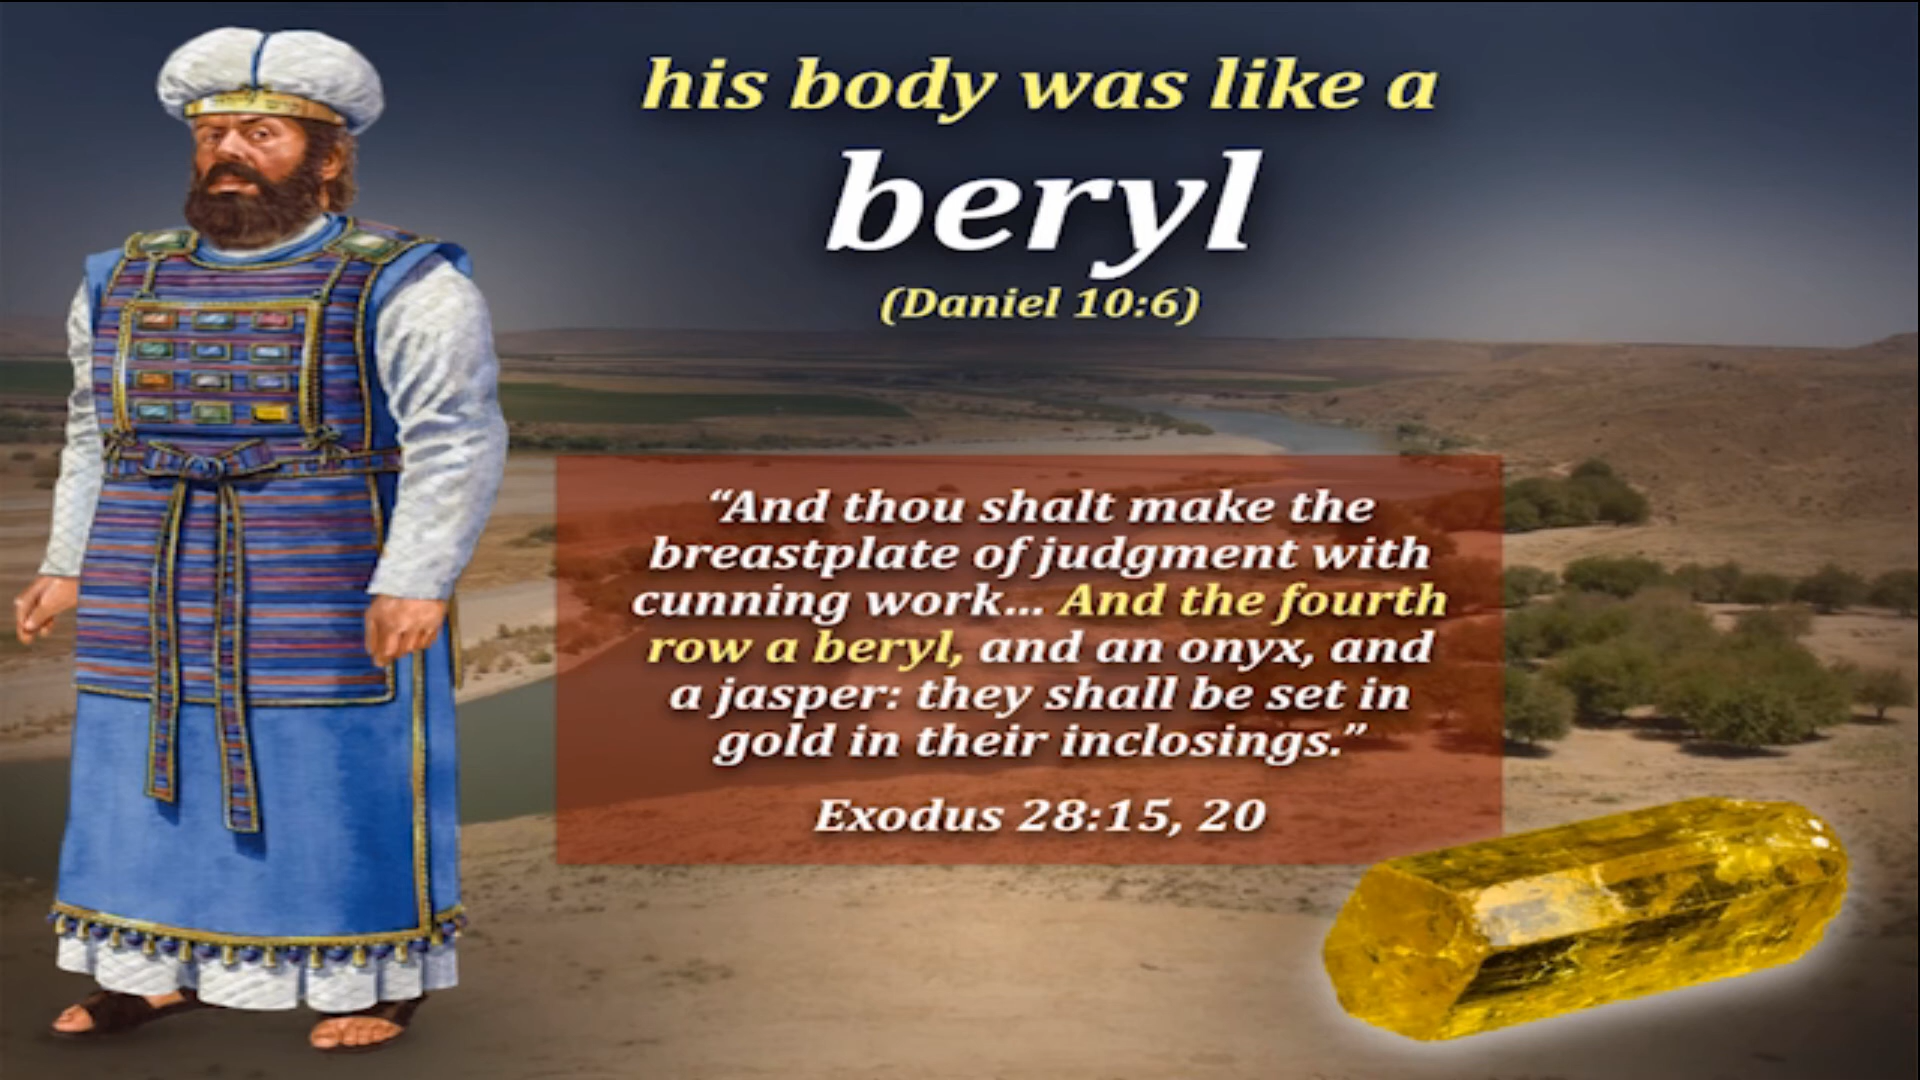 his body was like a
beryl
(Daniel 10:6)
“And thou shalt make the
breastplate of judgment with
cunning work... And the fourth
row a beryl, and an onyx, and
a jasper: they shall be set in
gold in their inclosings.”
Exodus 28:15, 20